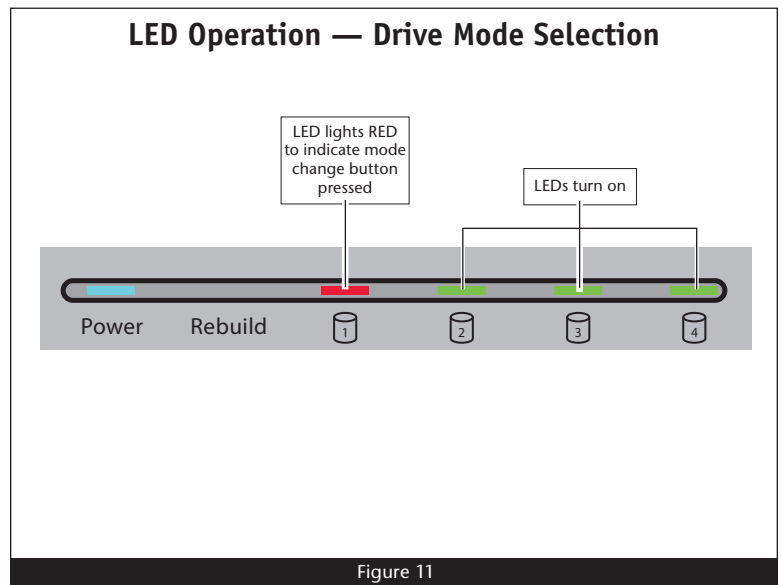 LED Operation — Drive Mode Selection
LED lights RED
to indicate mode
change button
pressed
LEDs turn on
Power Rebuild 1 2 3 4
Figure 11